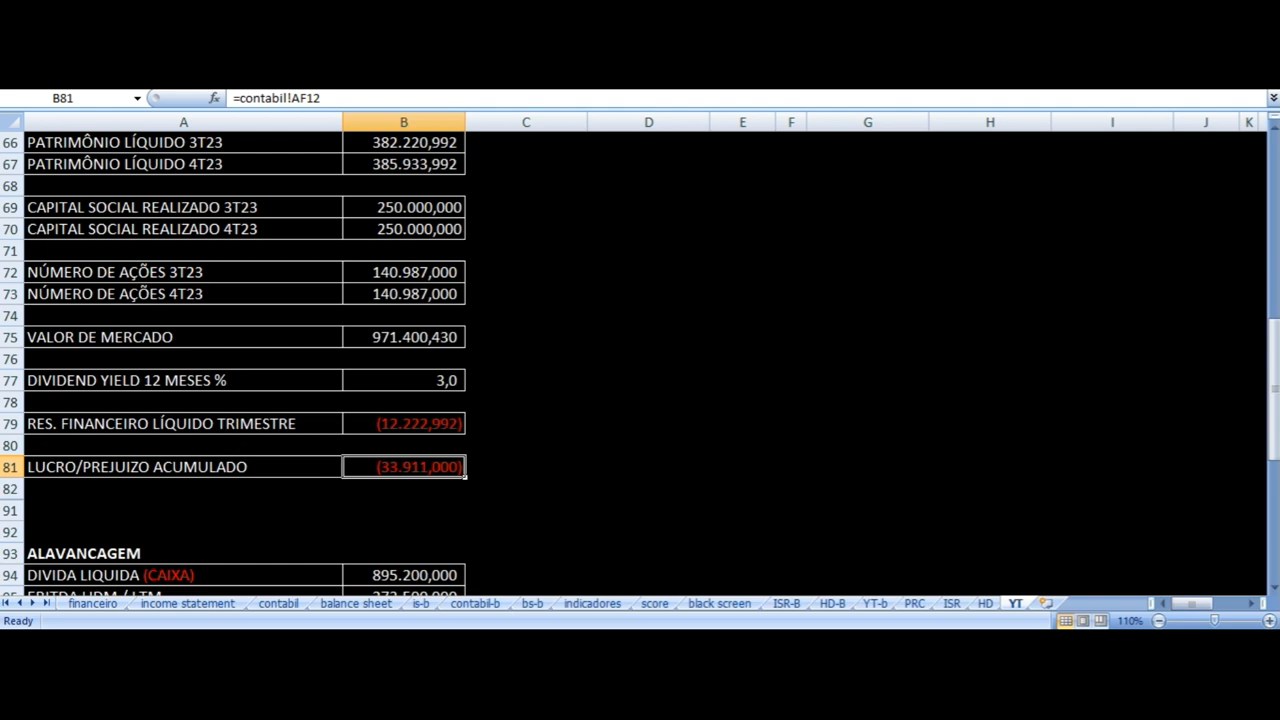 B81 fx =contabil!AF12
A B C D E F G H I J K
66 PATRIMÔNIO LÍQUIDO 3T23 382.220,992
67 PATRIMÔNIO LÍQUIDO 4T23 385.933,992
68
69 CAPITAL SOCIAL REALIZADO 3T23 250.000,000
70 CAPITAL SOCIAL REALIZADO 4T23 250.000,000
71
72 NÚMERO DE AÇÕES 3T23 140.987,000
73 NÚMERO DE AÇÕES 4T23 140.987,000
74
75 VALOR DE MERCADO 971.400,430
76
77 DIVIDEND YIELD 12 MESES % 3,0
78
79 RES. FINANCEIRO LÍQUIDO TRIMESTRE (12.222,992)
80
81 LUCRO/PREJUIZO ACUMULADO (33.911,000)
82
91
92
93 ALAVANCAGEM
94 DIVIDA LIQUIDA (CAIXA) 895.200,000
financeiro income statement contabil balance sheet is-b contabil-b bs-b indicadores score black screen ISR-B HD-B YT-b PRC ISR HD YT
Ready 110%